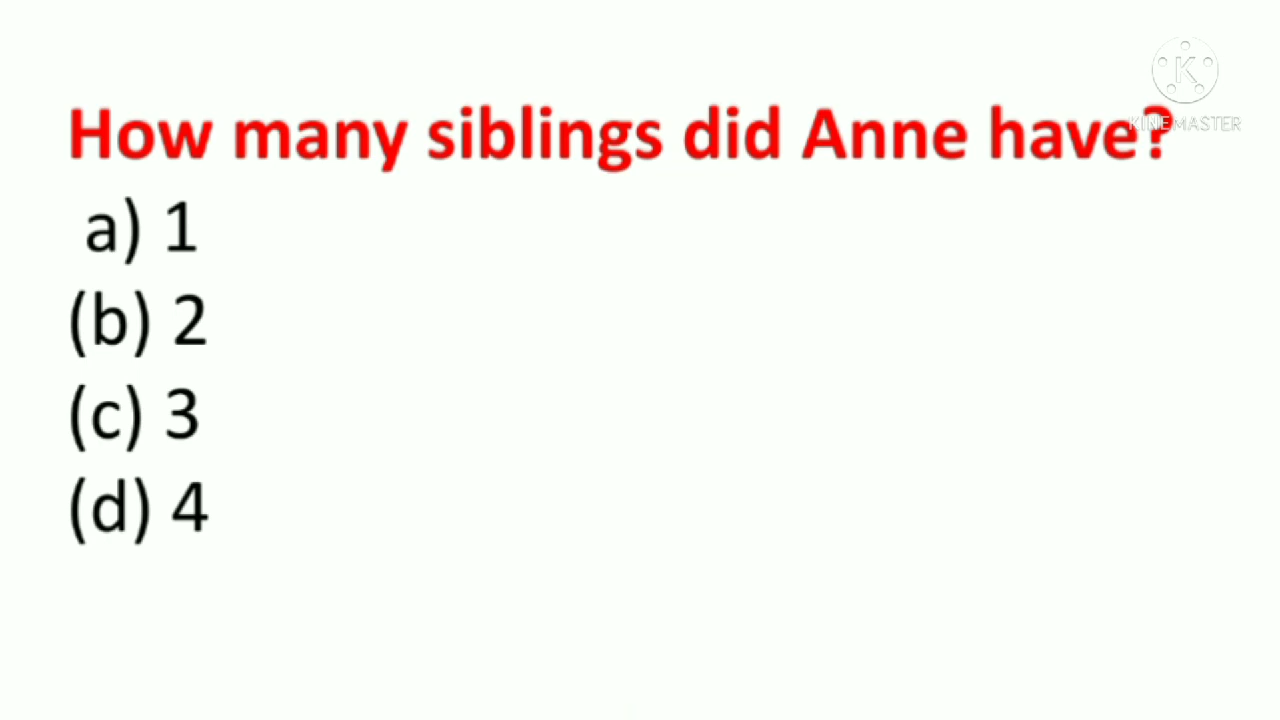 How many siblings did Anne have?
KINEMASTER
a) 1
(b) 2
(c) 3
(d) 4